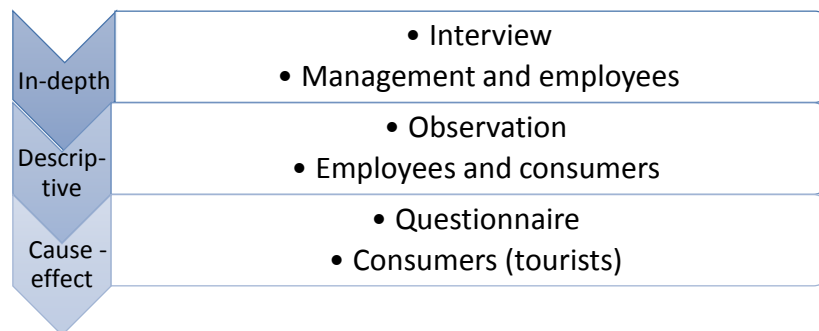 In-depth
• Interview
• Management and employees
Descrip-
tive
• Observation
• Employees and consumers
Cause -
effect
• Questionnaire
• Consumers (tourists)